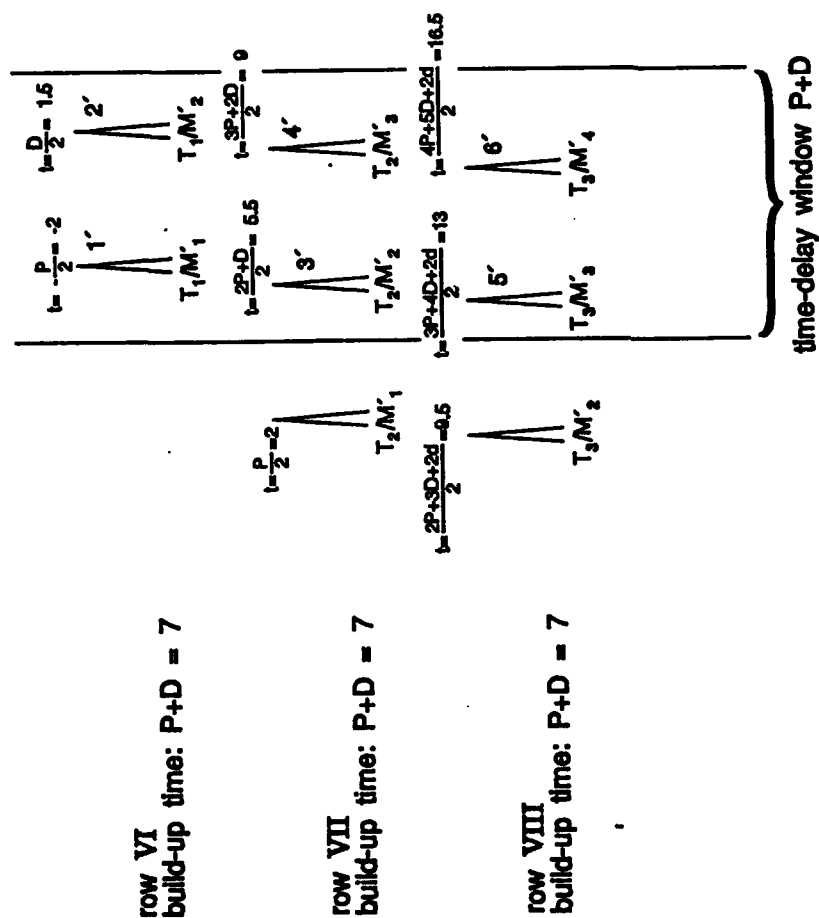 t=D/2 = 1.5
t=-P/2 = -2
1´ 2´
row VI
build-up time: P+D = 7
T₁/M´₁ T₁/M´₂
t=P/2=2
t=2P+D/2 = 5.5
t=3P+2D/2 = 9
3´ 4´
row VII
build-up time: P+D = 7
T₂/M´₁ T₂/M´₂ T₂/M´₃
t=2P+3D+2d/2=9.5
t=3P+4D+2d/2=13
t=4P+5D+2d/2=16.5
5´ 6´
row VIII
build-up time: P+D = 7
T₃/M´₂ T₃/M´₃ T₃/M´₄
time-delay window P+D